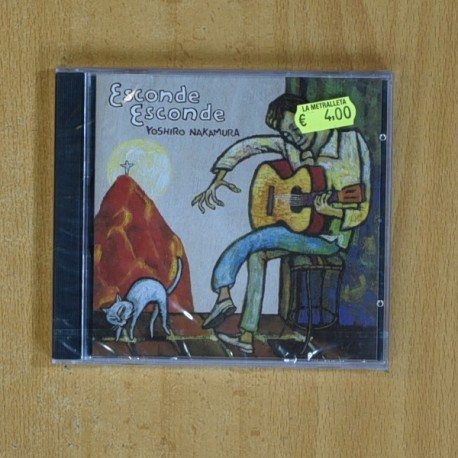 Esconde
Esconde
YOSHIRO NAKAMURA
LA METRALLETA
€ 4,00